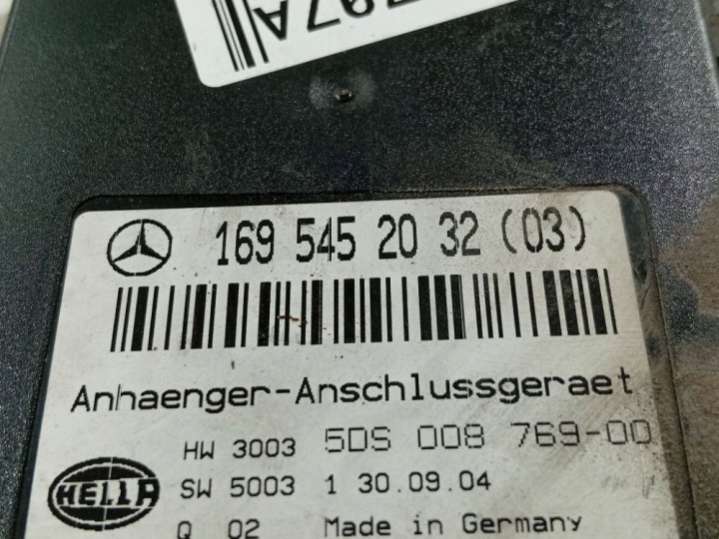 169 545 20 32 (03)
Anhaenger-Anschlussgeraet
HW 3003 5DS 008 769-00
HELLA SW 5003 1 30.09.04
Q 02 Made in Germany